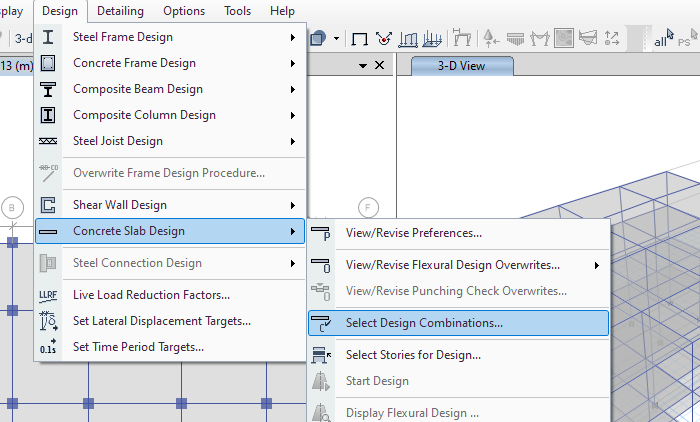 splay Design Detailing Options Tools Help
3-d
all
PS
13 (m)
3-D View
Steel Frame Design
Concrete Frame Design
Composite Beam Design
Composite Column Design
Steel Joist Design
Overwrite Frame Design Procedure...
Shear Wall Design
Concrete Slab Design
Steel Connection Design
LLRF Live Load Reduction Factors...
Set Lateral Displacement Targets...
0.1s Set Time Period Targets...
B
F
P View/Revise Preferences...
O View/Revise Flexural Design Overwrites...
O View/Revise Punching Check Overwrites...
Select Design Combinations...
Select Stories for Design...
Start Design
Display Flexural Design ...